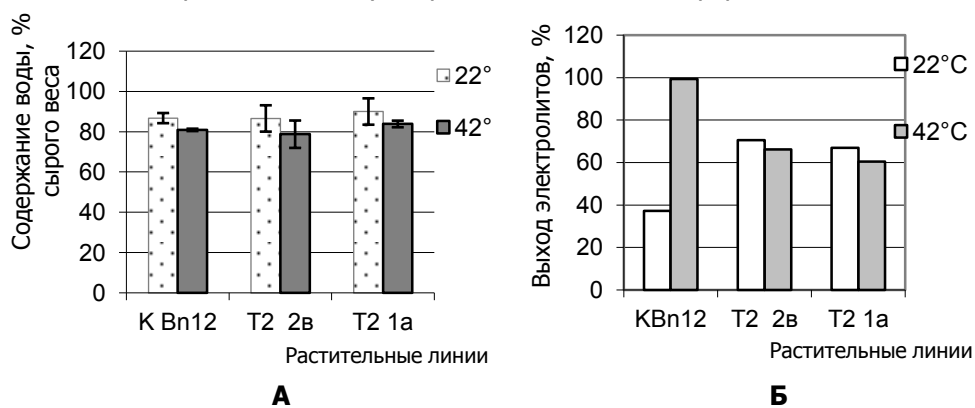 Содержание воды, %
сырого веса
120
100
80
60
40
20
0
22°
42°
K Bn12
T2 2в
T2 1a
Растительные линии
А
Выход электролитов, %
120
100
80
60
40
20
0
22°C
42°C
KBn12
T2 2в
T2 1a
Растительные линии
Б